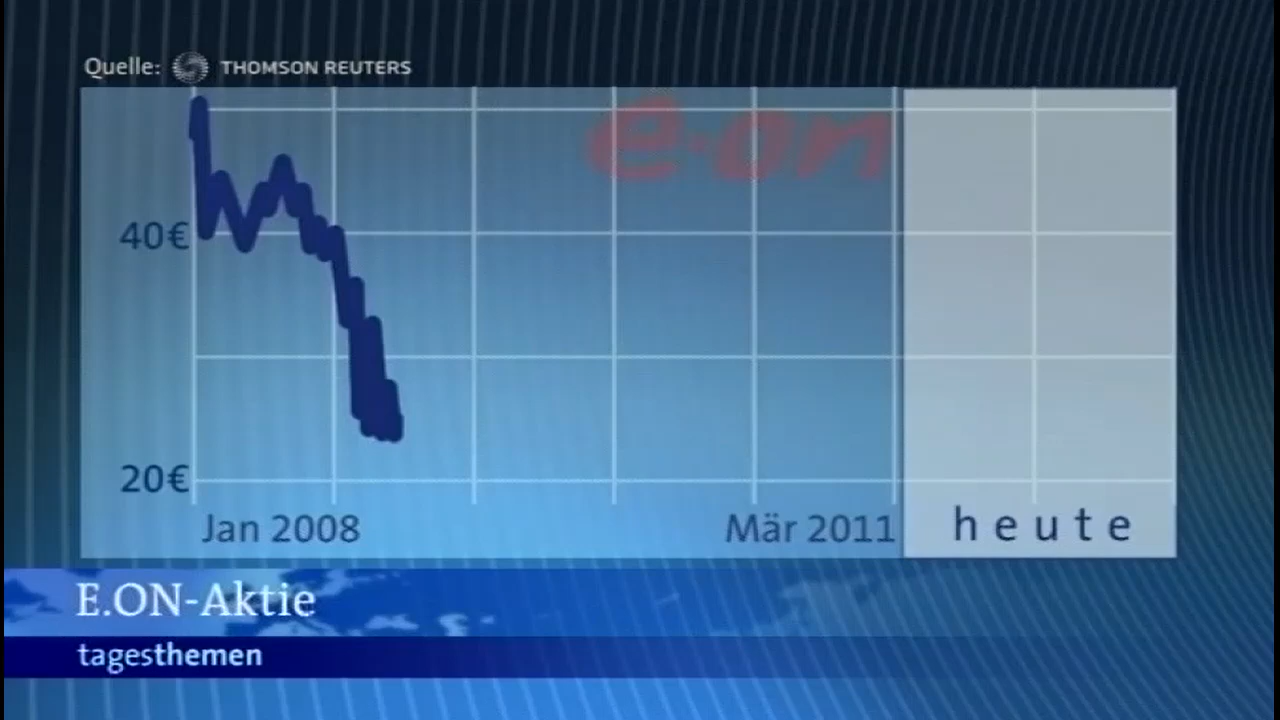 Quelle: THOMSON REUTERS
e·on
40€
20€
Jan 2008
Mär 2011
heute
E.ON-Aktie
tagesthemen